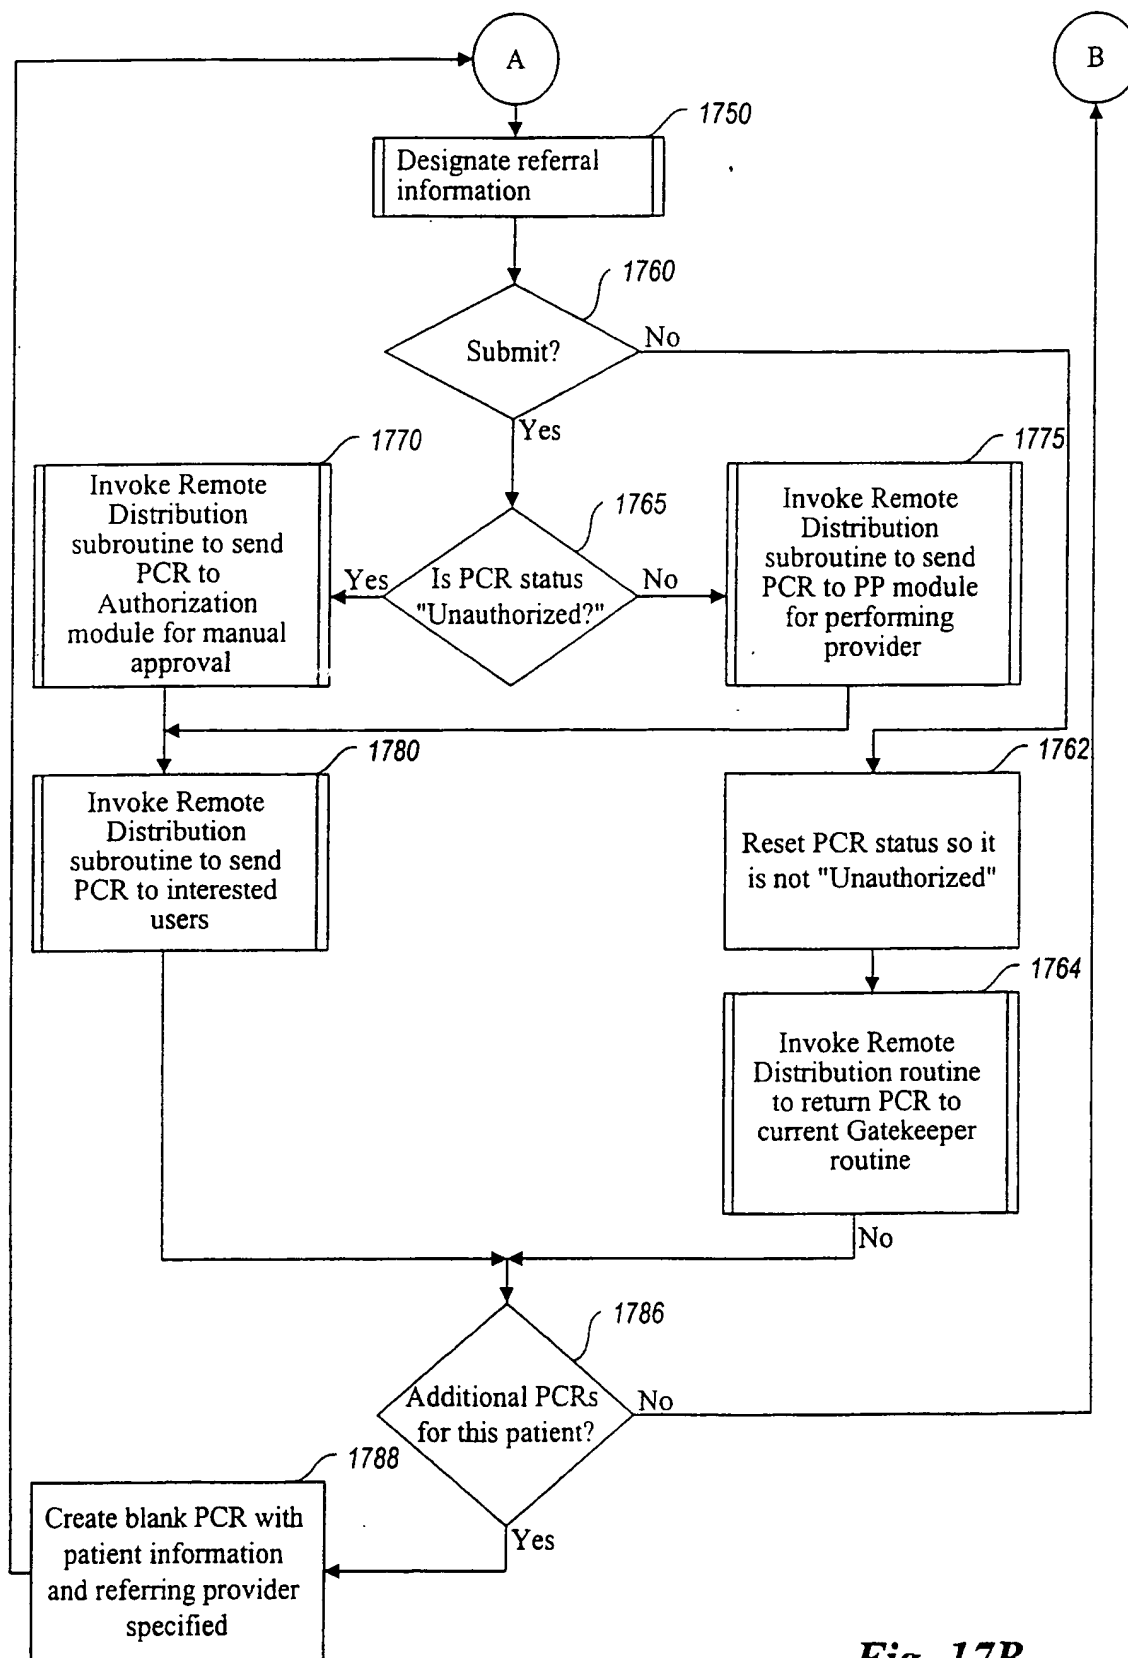 A
B
1750
Designate referral
information
1760
Submit?
No
Yes
1770
Invoke Remote
Distribution
subroutine to send
PCR to
Authorization
module for manual
approval
1765
Is PCR status
"Unauthorized?"
Yes
No
1775
Invoke Remote
Distribution
subroutine to send
PCR to PP module
for performing
provider
1780
Invoke Remote
Distribution
subroutine to send
PCR to interested
users
1762
Reset PCR status so it
is not "Unauthorized"
1764
Invoke Remote
Distribution routine
to return PCR to
current Gatekeeper
routine
No
1786
Additional PCRs
for this patient?
No
Yes
1788
Create blank PCR with
patient information
and referring provider
specified
Fig. 17B